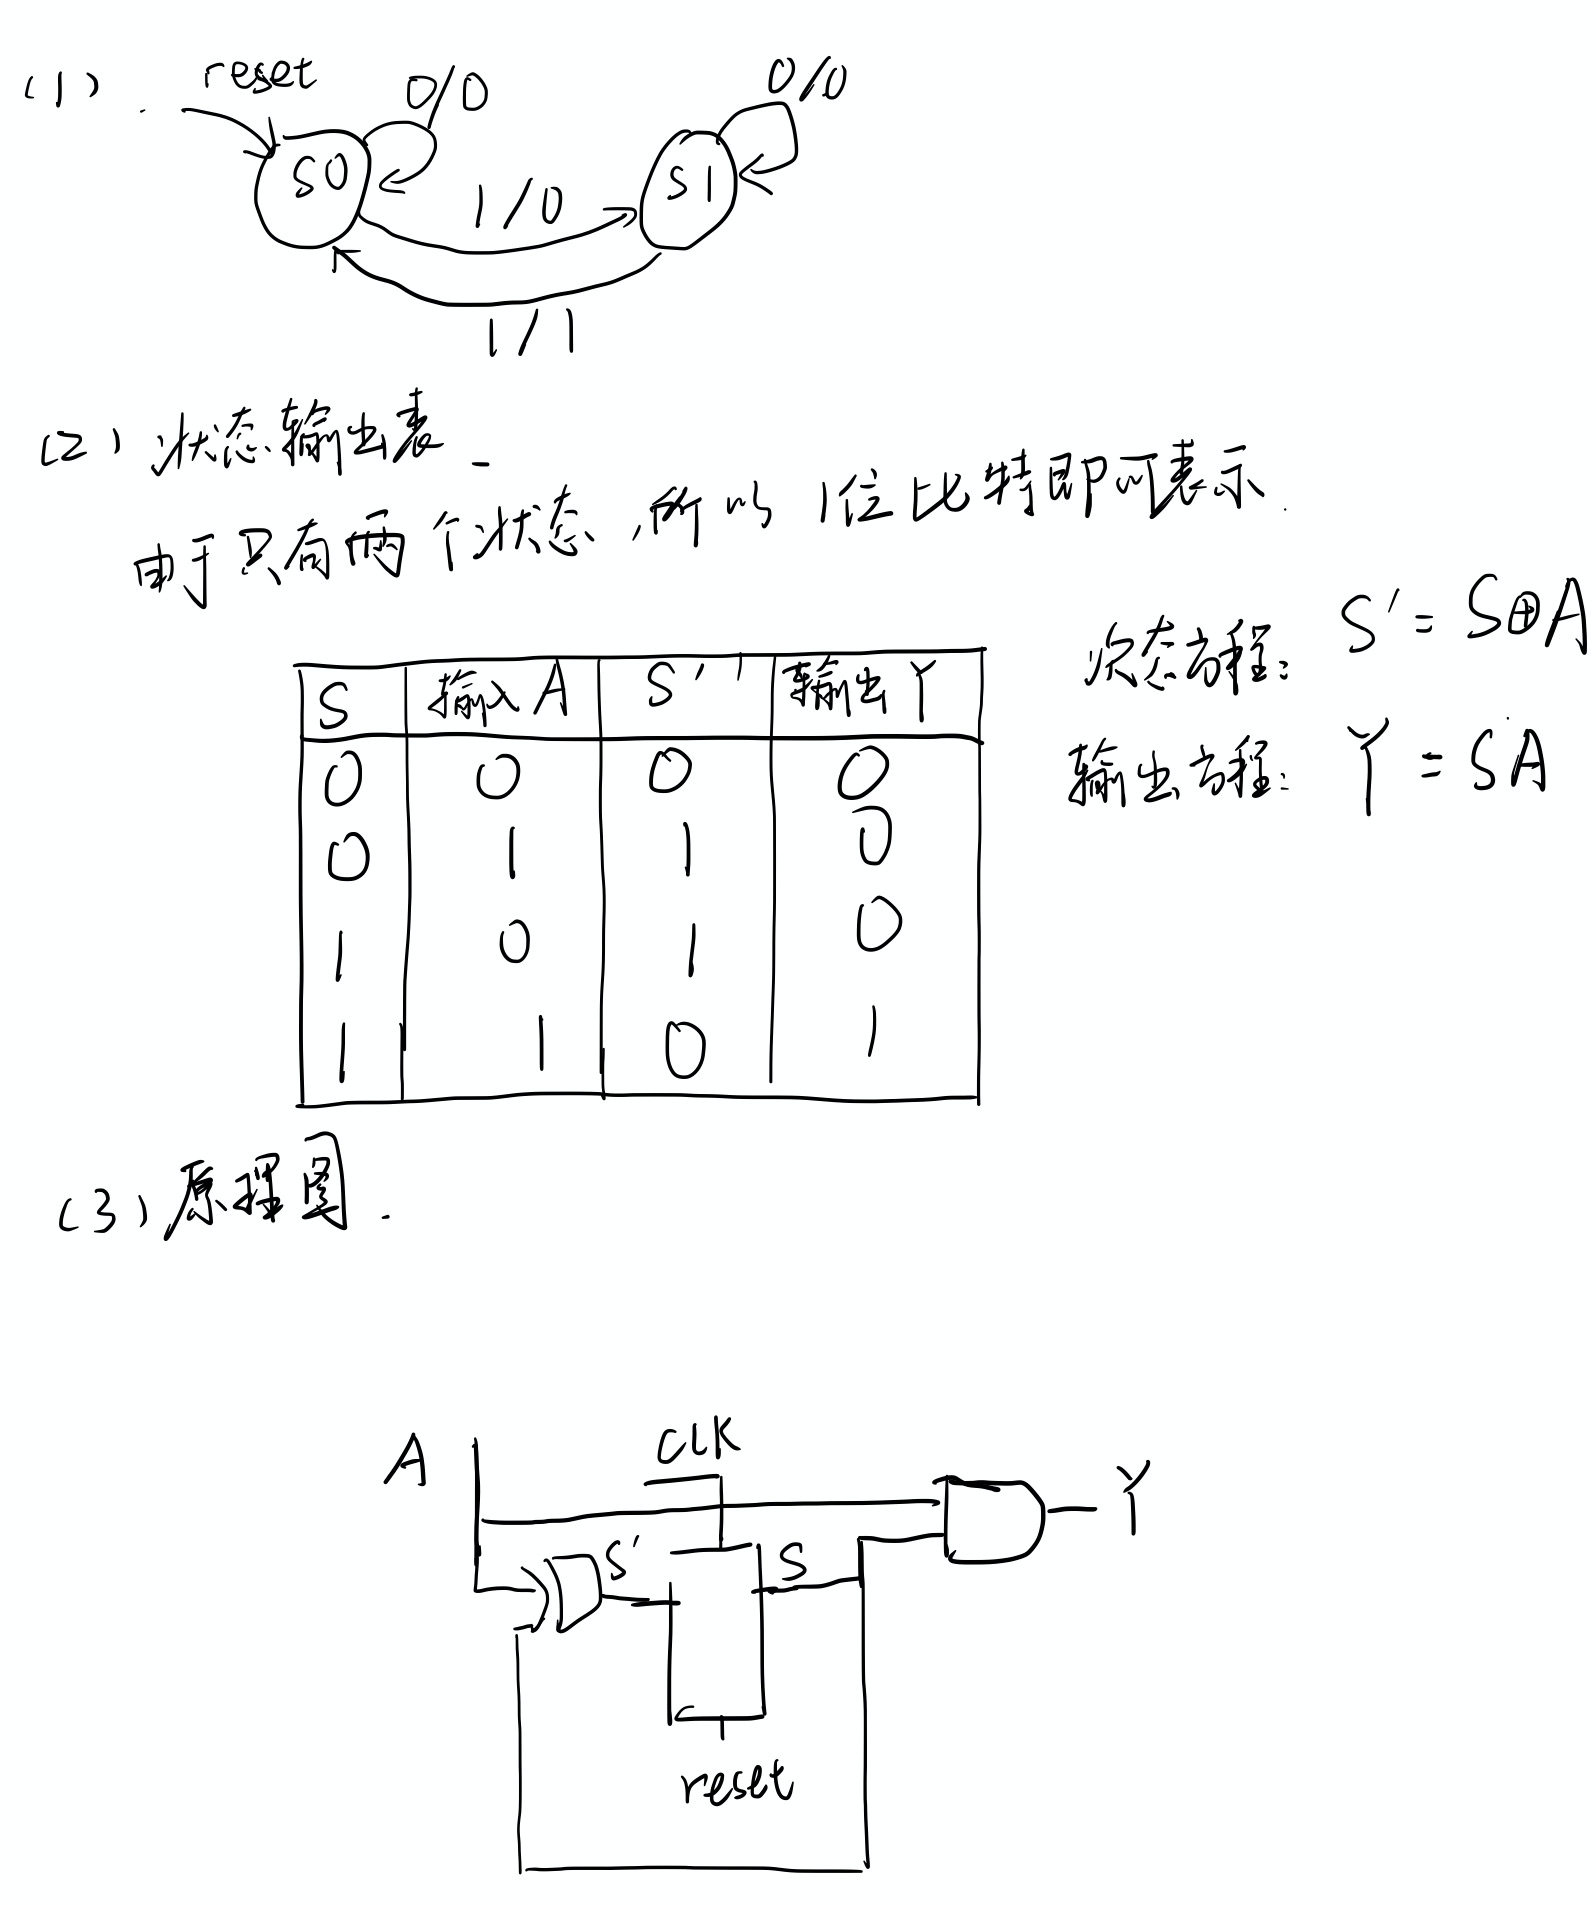 (1). reset
0/0
0/0
S0
S1
1/0
1/1
(2) 状态输出表.
由于只有两个状态,所以1位比特即可表示.
S 输入A S' 输出Y
0 0 0 0
0 1 1 0
1 0 1 0
1 1 0 1
次态方程: S' = S⊕A
输出方程: Y = SA
(3) 原理图.
A
CLK
Y
S'
S
reset